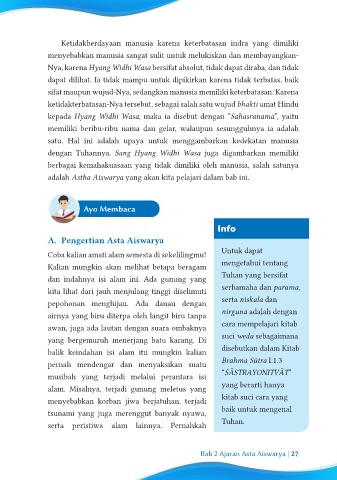 Ketidakberdayaan manusia karena keterbatasan indra yang dimiliki
menyebabkan manusia sangat sulit untuk melukiskan dan membayangkan-
Nya, karena Hyang Widhi Wasa bersifat absolut, tidak dapat diraba, dan tidak
dapat dilihat. Ia tidak mampu untuk dipikirkan karena tidak terbatas, baik
sifat maupun wujud-Nya, sedangkan manusia memiliki keterbatasan. Karena
ketidakterbatasan-Nya tersebut, sebagai salah satu wujud bhakti umat Hindu
kepada Hyang Widhi Wasa, maka ia disebut dengan "Sahasranama", yaitu
memiliki beribu-ribu nama dan gelar, walaupun sesungguhnya ia adalah
satu. Hal ini adalah upaya untuk menggambarkan kedekatan manusia
dengan Tuhannya. Sang Hyang Widhi Wasa juga digambarkan memiliki
berbagai kemahakuasaan yang tidak dimiliki oleh manusia, salah satunya
adalah Astha Aiswarya yang akan kita pelajari dalam bab ini.
Ayo Membaca
A. Pengertian Asta Aiswarya
Coba kalian amati alam semesta di sekelilingmu!
Kalian mungkin akan melihat betapa beragam
dan indahnya isi alam ini. Ada gunung yang
kita lihat dari jauh menjulang tinggi diselimuti
pepohonan menghijau. Ada danau dengan
airnya yang biru diterpa oleh langit biru tanpa
awan, juga ada lautan dengan suara ombaknya
yang bergemuruh menerjang batu karang. Di
balik keindahan isi alam itu mungkin kalian
pernah mendengar dan menyaksikan suatu
musibah yang terjadi melalui perantara isi
alam. Misalnya, terjadi gunung meletus yang
menyebabkan korban jiwa berjatuhan, terjadi
tsunami yang juga merenggut banyak nyawa,
serta peristiwa alam lainnya. Pernahkah
Info
Untuk dapat
mengetahui tentang
Tuhan yang bersifat
serbamaha dan parama,
serta niskala dan
nirguna adalah dengan
cara mempelajari kitab
suci weda sebagaimana
disebutkan dalam Kitab
Brahma Sūtra I.1.3
"ŚĀSTRAYONITVĀT"
yang berarti hanya
kitab suci cara yang
baik untuk mengenal
Tuhan.
Bab 2 Ajaran Asta Aiswarya | 27